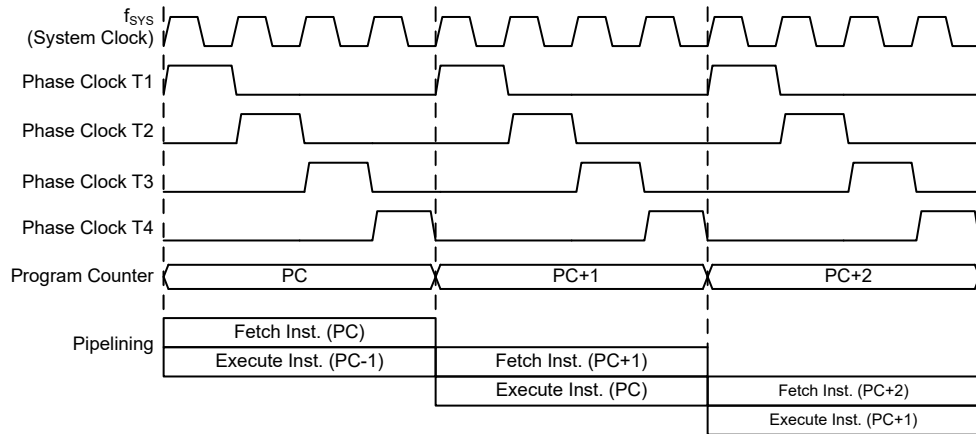 fSYS
(System Clock)
Phase Clock T1
Phase Clock T2
Phase Clock T3
Phase Clock T4
Program Counter PC PC+1 PC+2
Pipelining
Fetch Inst. (PC)
Execute Inst. (PC-1) Fetch Inst. (PC+1)
Execute Inst. (PC) Fetch Inst. (PC+2)
Execute Inst. (PC+1)